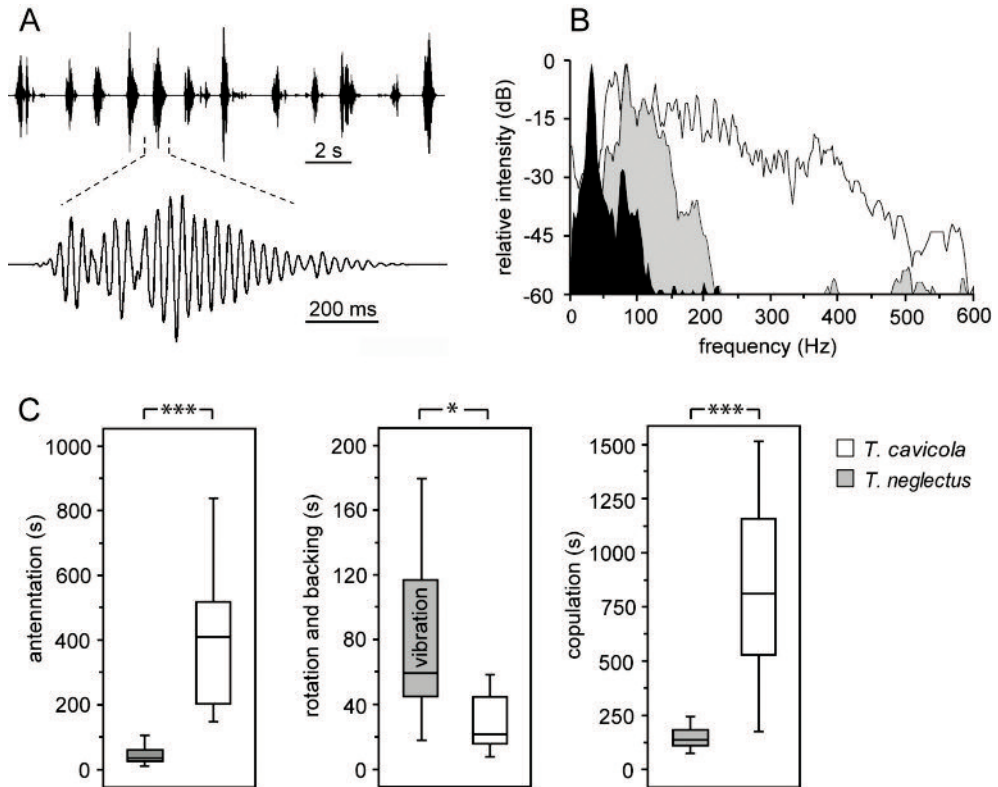 A
2 s
200 ms
B
relative intensity (dB)
0
-15
-30
-45
-60
0 100 200 300 400 500 600
frequency (Hz)
C
***
antenntation (s)
1000
800
600
400
200
0
*
rotation and backing (s)
200
160
120
80
40
0
vibration
***
copulation (s)
1500
1250
1000
750
500
250
0
T. cavicola
T. neglectus